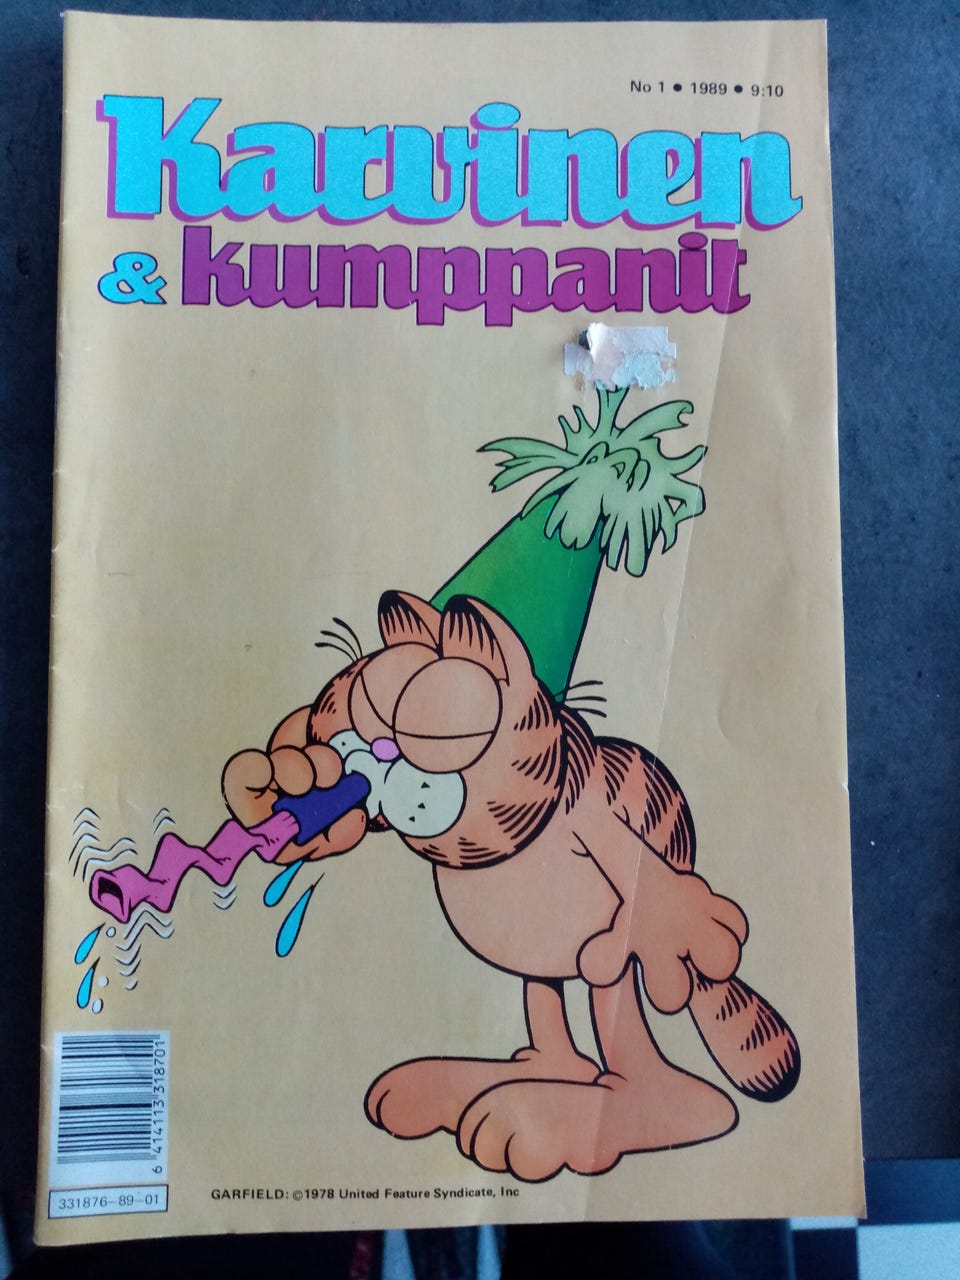 No 1 • 1989 • 9:10
Karvinen
& kumppanit
6 414113 318701
331876-89-01
GARFIELD: ©1978 United Feature Syndicate, Inc